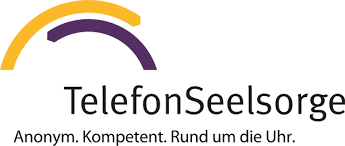 TelefonSeelsorge
Anonym. Kompetent. Rund um die Uhr.